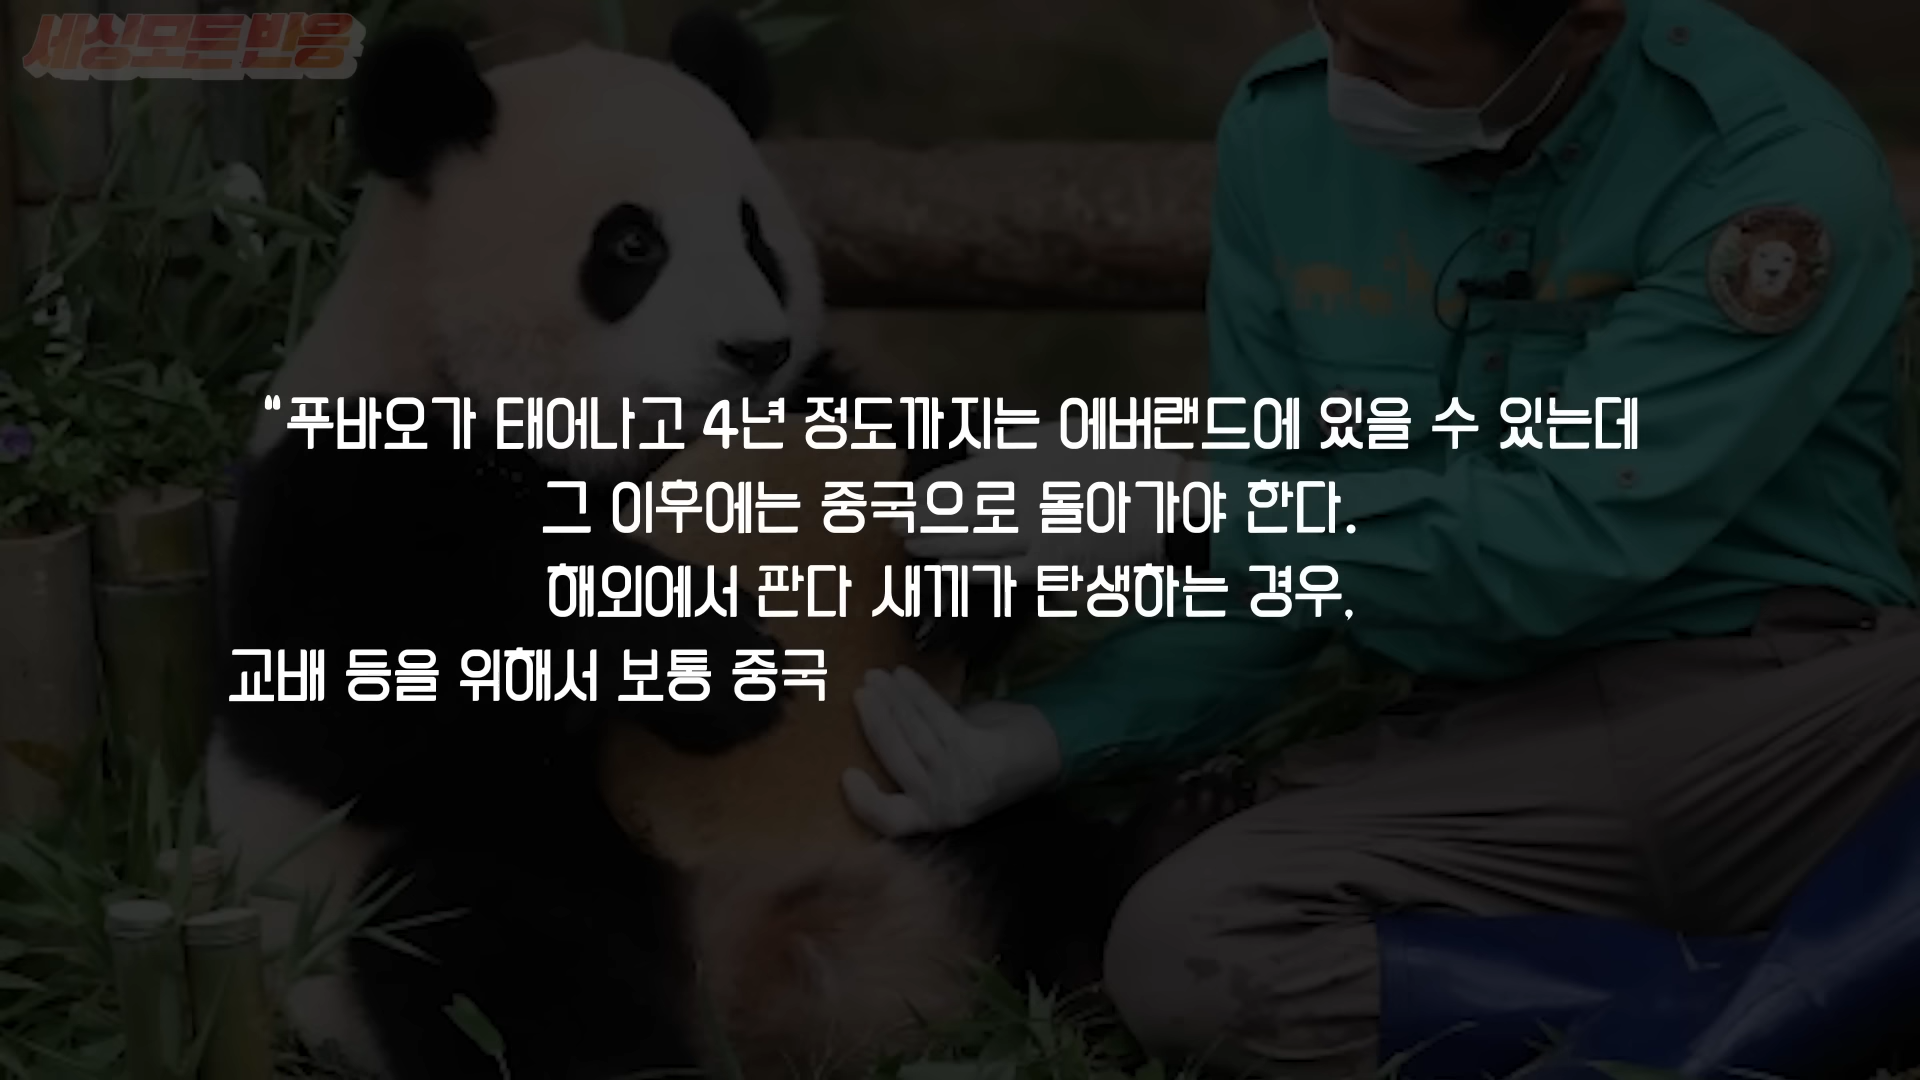 세상모든반응
“푸바오가 태어나고 4년 정도까지는 에버랜드에 있을 수 있는데
그 이후에는 중국으로 돌아가야 한다.
해외에서 판다 새끼가 탄생하는 경우,
교배 등을 위해서 보통 중국